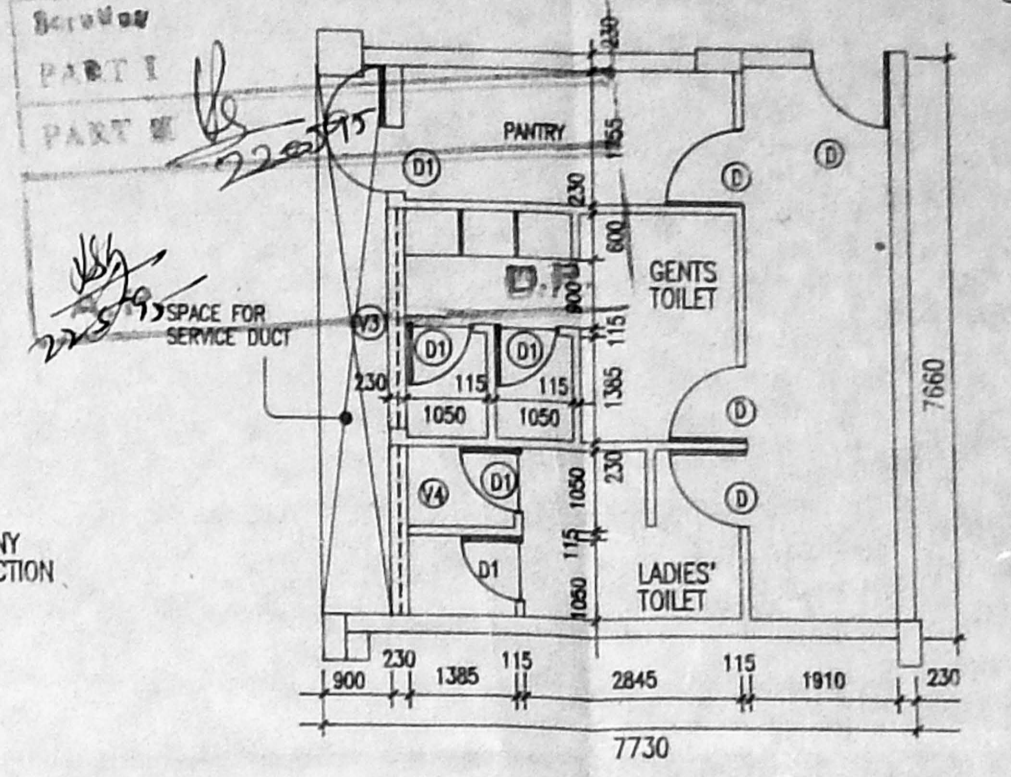 PART I
PART II
230
PANTRY
D1
D
D
230
600
GENTS
TOILET
900
SPACE FOR
SERVICE DUCT
V3
115
D1
D1
230
115
115
1385
1050
1050
D
7660
230
V4
D1
1050
D
NY
CTION
115
D1
LADIES'
TOILET
1050
900
230
1385
115
2845
115
1910
230
7730